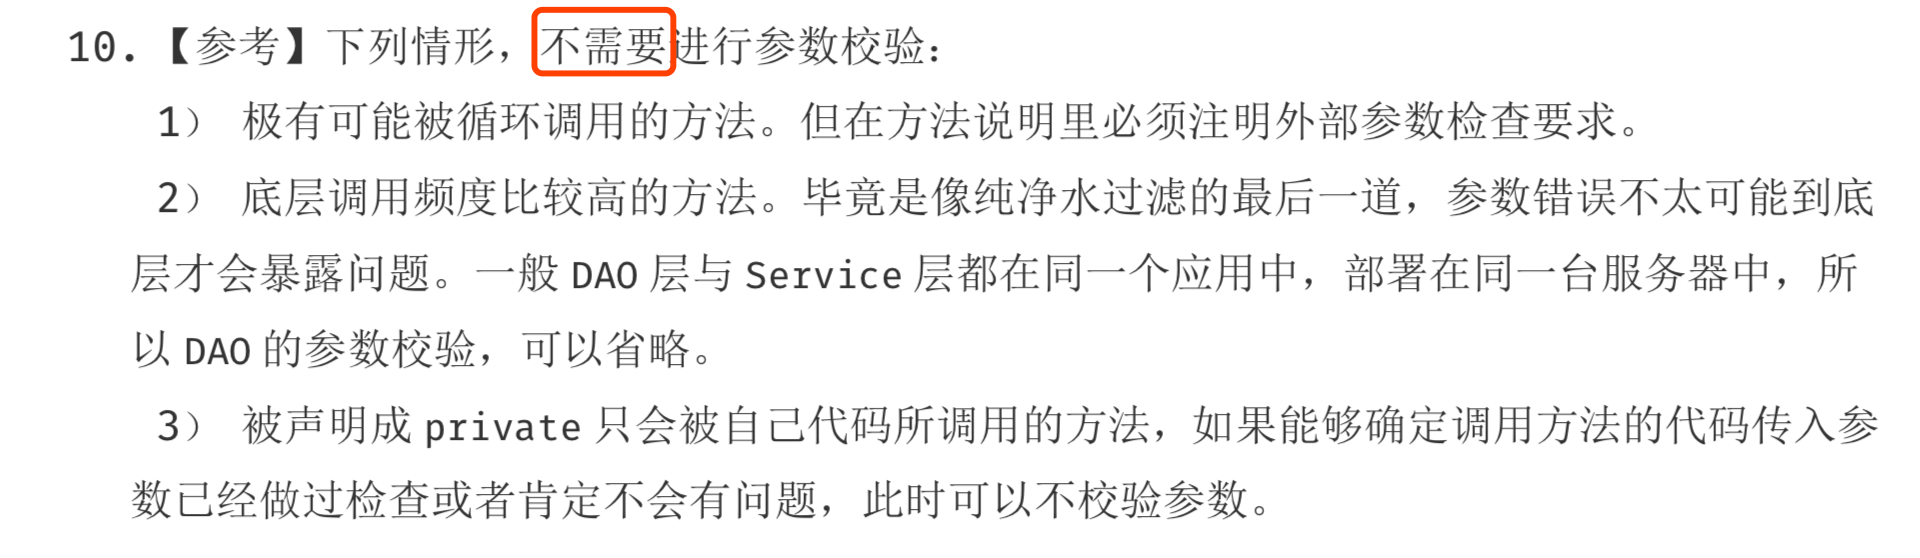 10.【参考】下列情形，不需要进行参数校验：
1） 极有可能被循环调用的方法。但在方法说明里必须注明外部参数检查要求。
2） 底层调用频度比较高的方法。毕竟是像纯净水过滤的最后一道，参数错误不太可能到底
层才会暴露问题。一般 DAO 层与 Service 层都在同一个应用中，部署在同一台服务器中，所
以 DAO 的参数校验，可以省略。
3） 被声明成 private 只会被自己代码所调用的方法，如果能够确定调用方法的代码传入参
数已经做过检查或者肯定不会有问题，此时可以不校验参数。